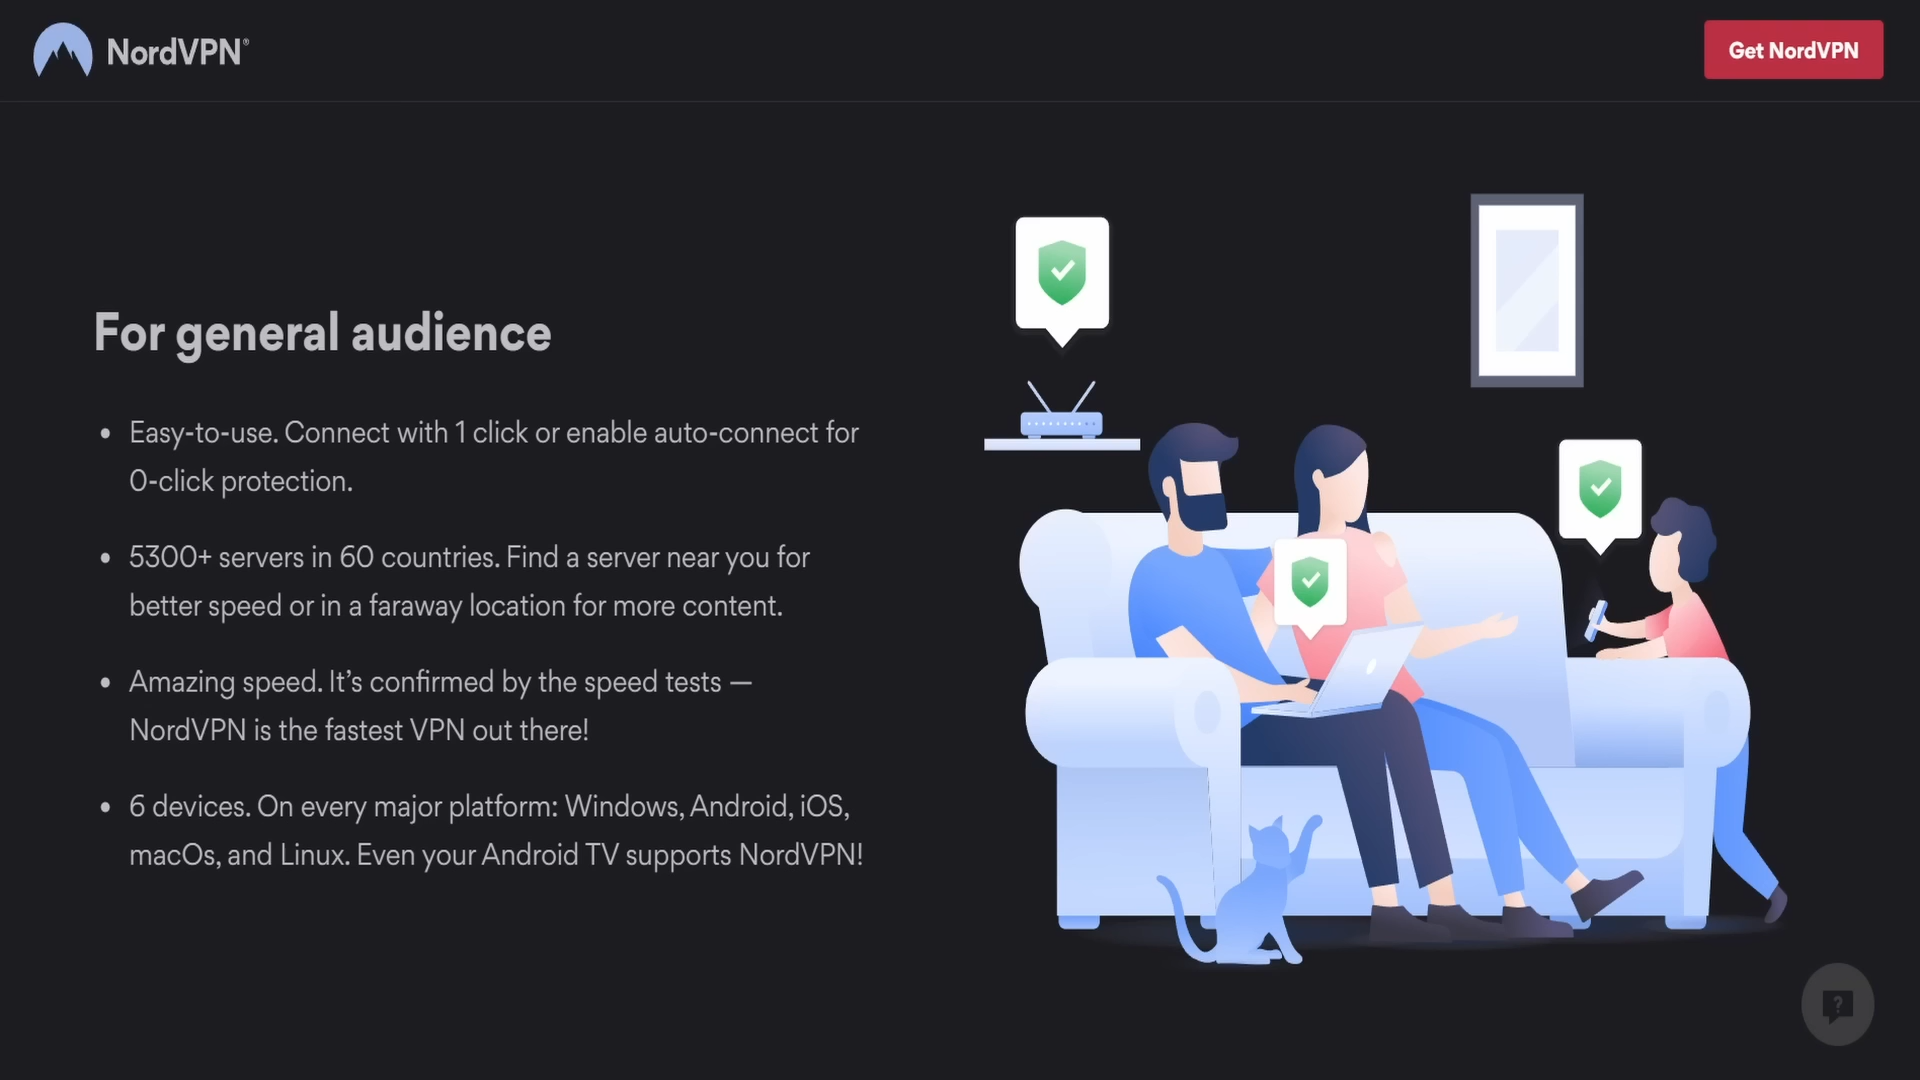 NordVPN®
Get NordVPN
For general audience
• Easy-to-use. Connect with 1 click or enable auto-connect for
0-click protection.
• 5300+ servers in 60 countries. Find a server near you for
better speed or in a faraway location for more content.
• Amazing speed. It’s confirmed by the speed tests —
NordVPN is the fastest VPN out there!
• 6 devices. On every major platform: Windows, Android, iOS,
macOs, and Linux. Even your Android TV supports NordVPN!
?